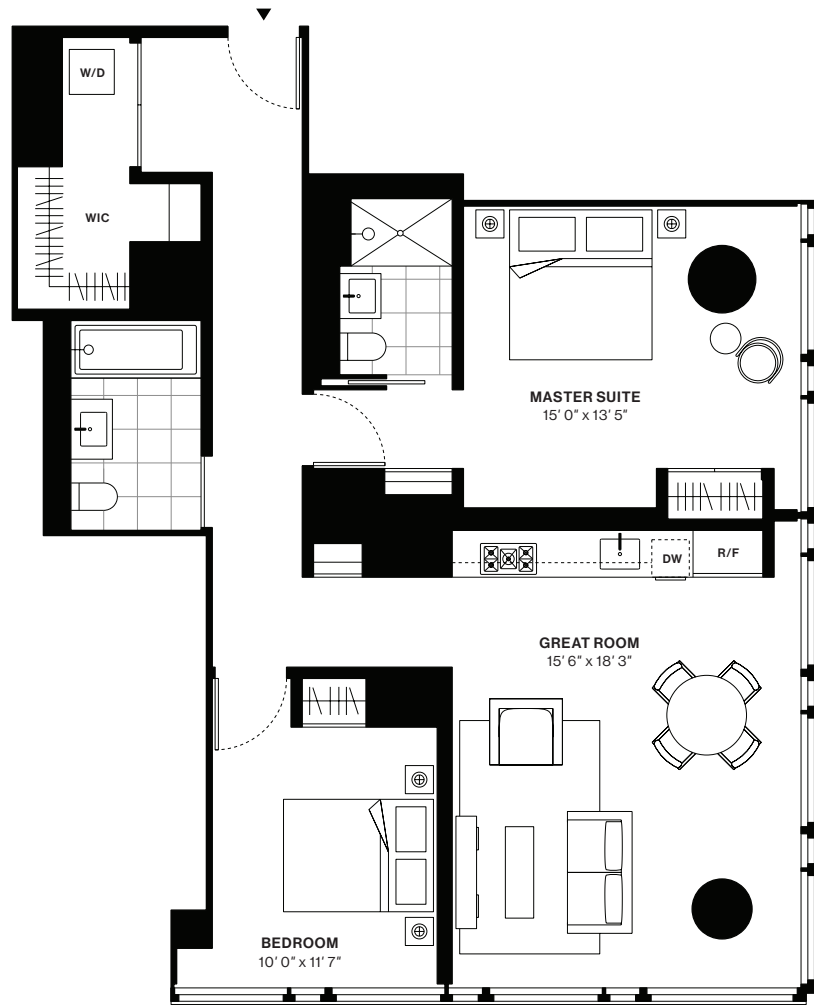 W/D
WIC
MASTER SUITE
15′ 0″ x 13′ 5″
DW
R/F
GREAT ROOM
15′ 6″ x 18′ 3″
BEDROOM
10′ 0″ x 11′ 7″